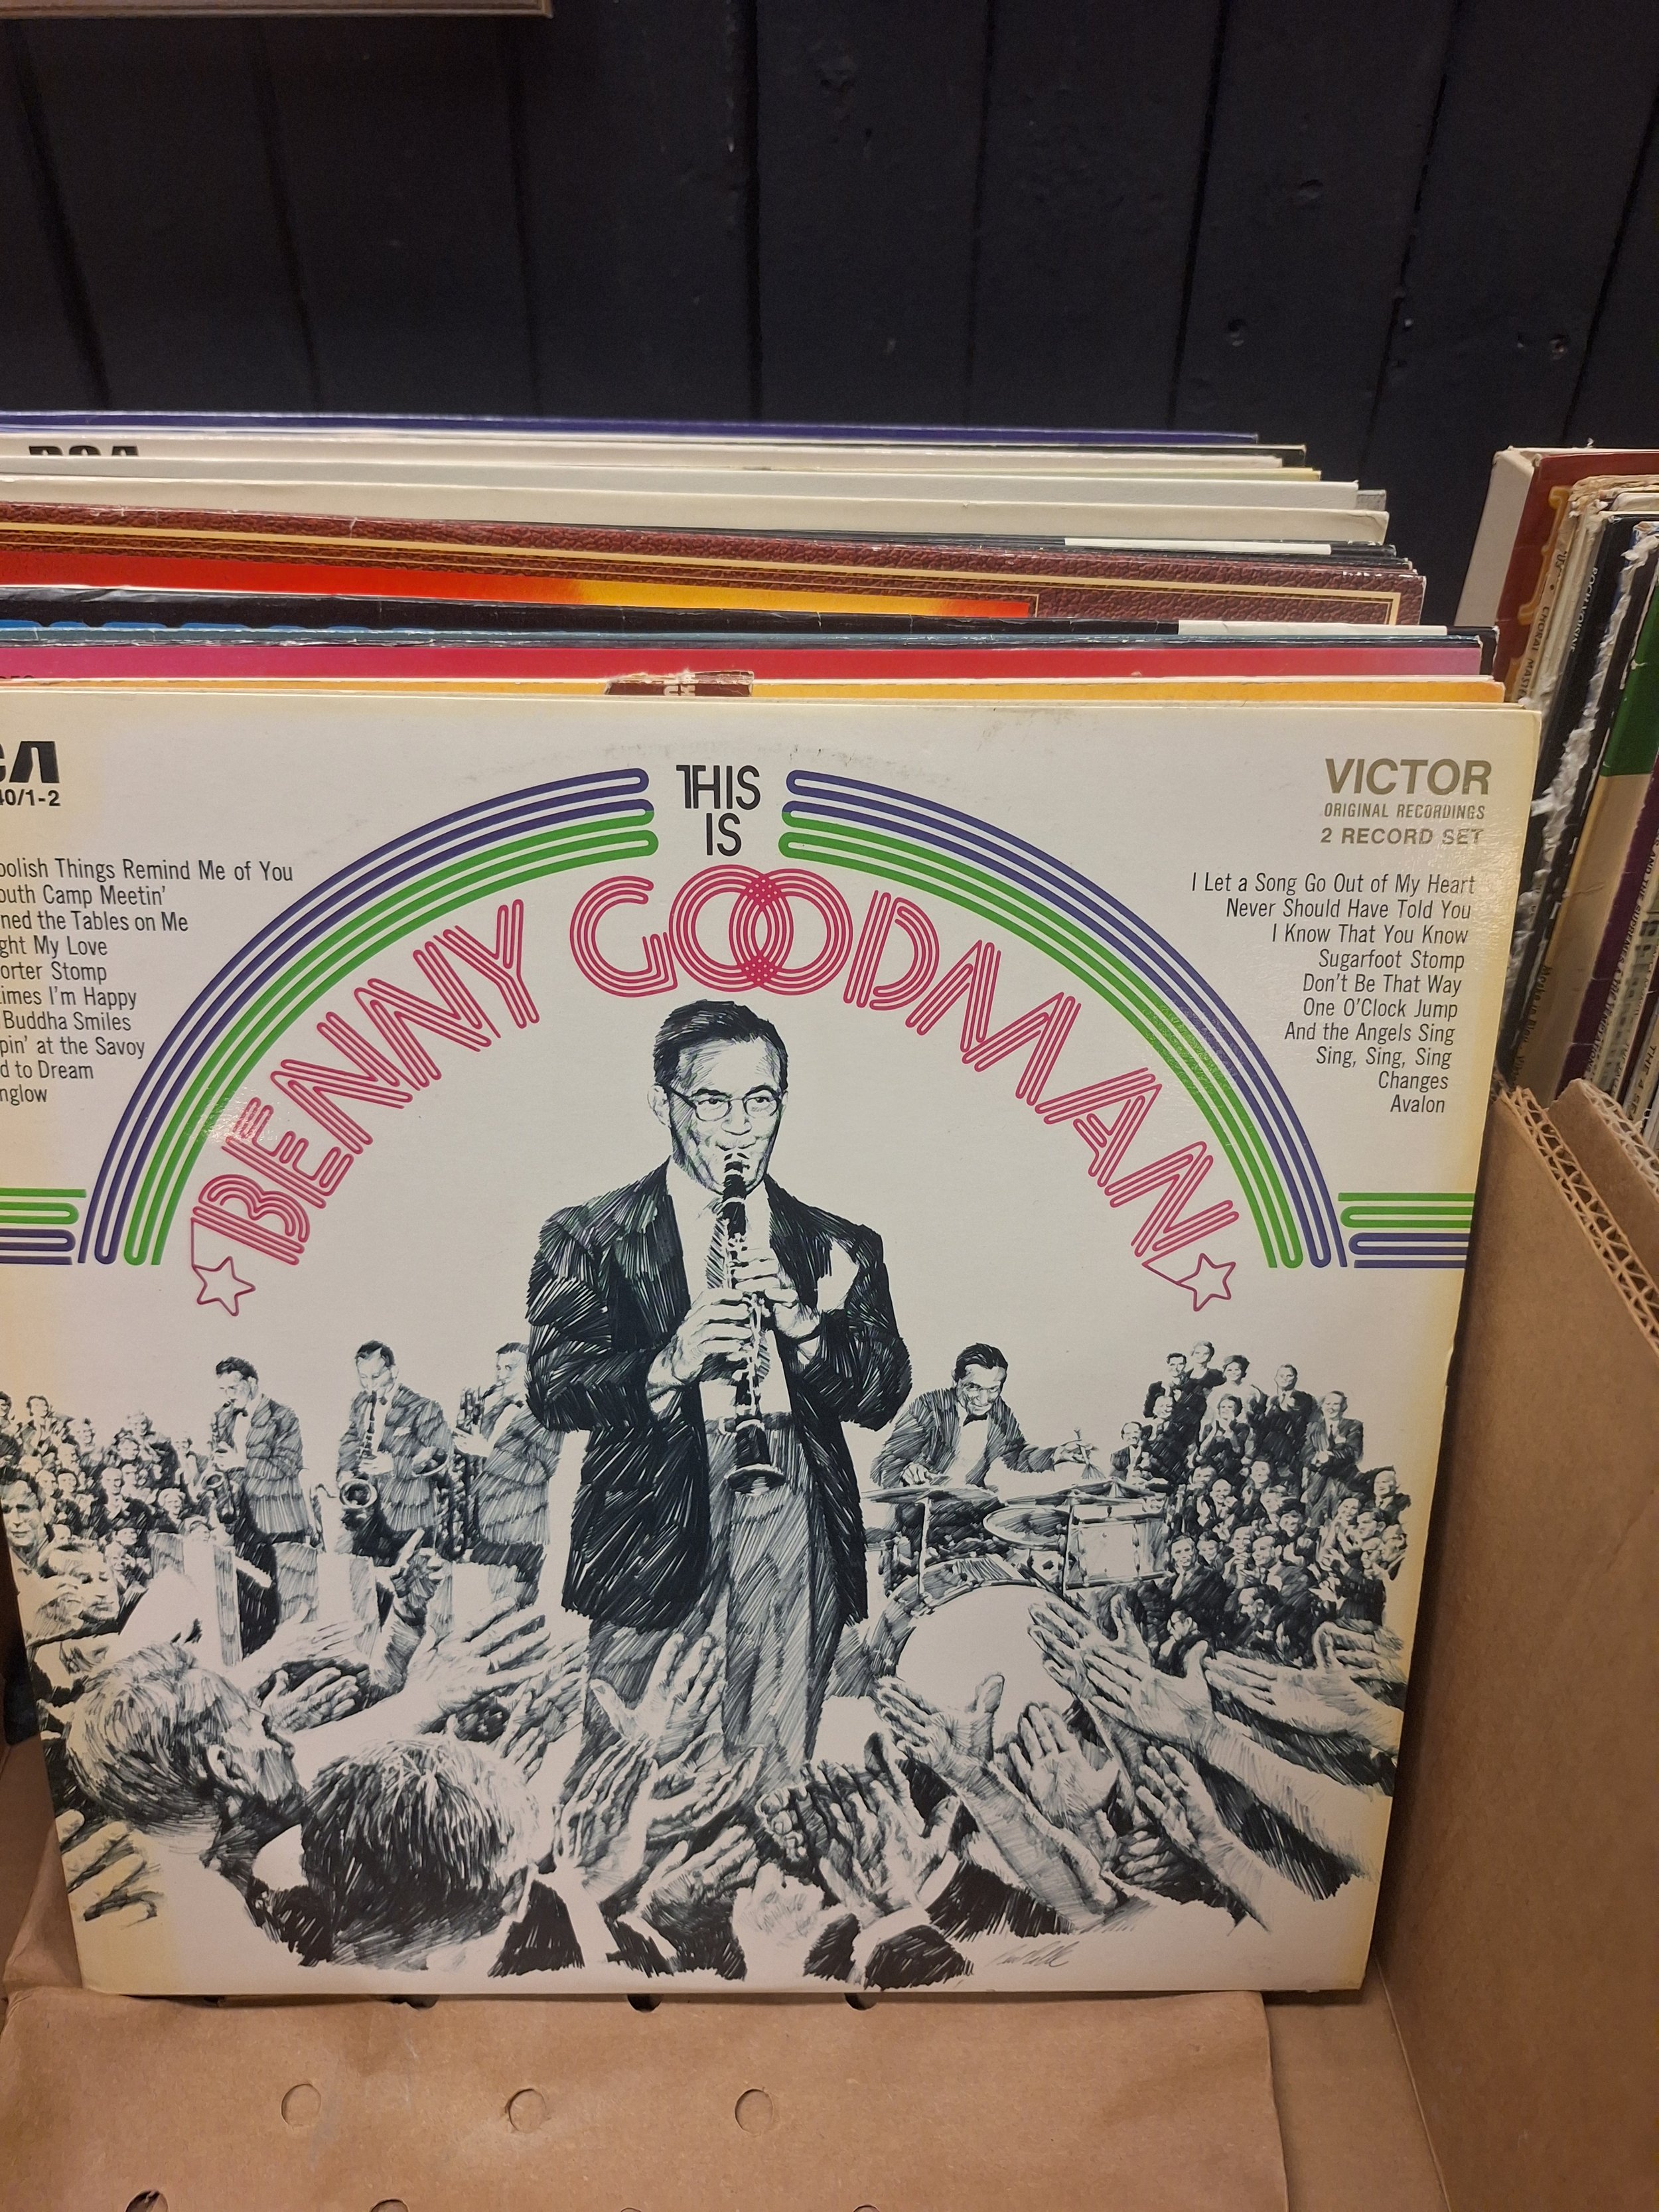 RCA
THIS
IS
BENNY GOODMAN
VICTOR
ORIGINAL RECORDINGS
2 RECORD SET
40/1-2
oolish Things Remind Me of You
outh Camp Meetin'
ned the Tables on Me
ght My Love
orter Stomp
times I'm Happy
Buddha Smiles
pin' at the Savoy
d to Dream
nglow
I Let a Song Go Out of My Heart
Never Should Have Told You
I Know That You Know
Sugarfoot Stomp
Don't Be That Way
One O'Clock Jump
And the Angels Sing
Sing, Sing, Sing
Changes
Avalon